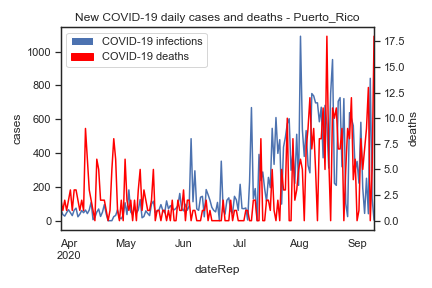 New COVID-19 daily cases and deaths - Puerto_Rico
COVID-19 infections
COVID-19 deaths
1000
800
600
400
200
0
cases
17.5
15.0
12.5
10.0
7.5
5.0
2.5
0.0
deaths
Apr
2020
May
Jun
Jul
Aug
Sep
dateRep